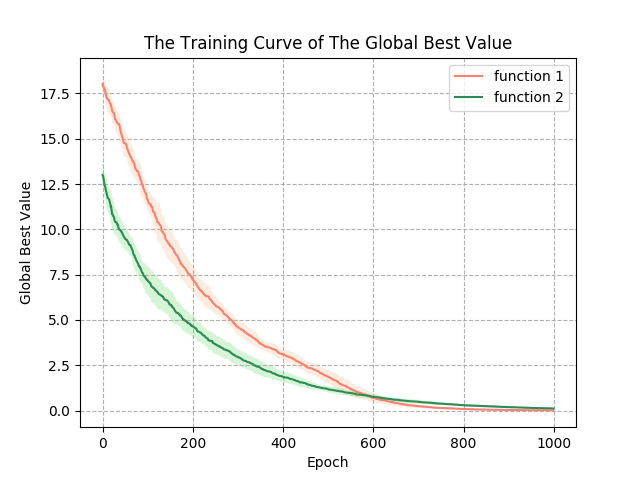 The Training Curve of The Global Best Value
function 1
function 2
Global Best Value
17.5
15.0
12.5
10.0
7.5
5.0
2.5
0.0
0 200 400 600 800 1000
Epoch